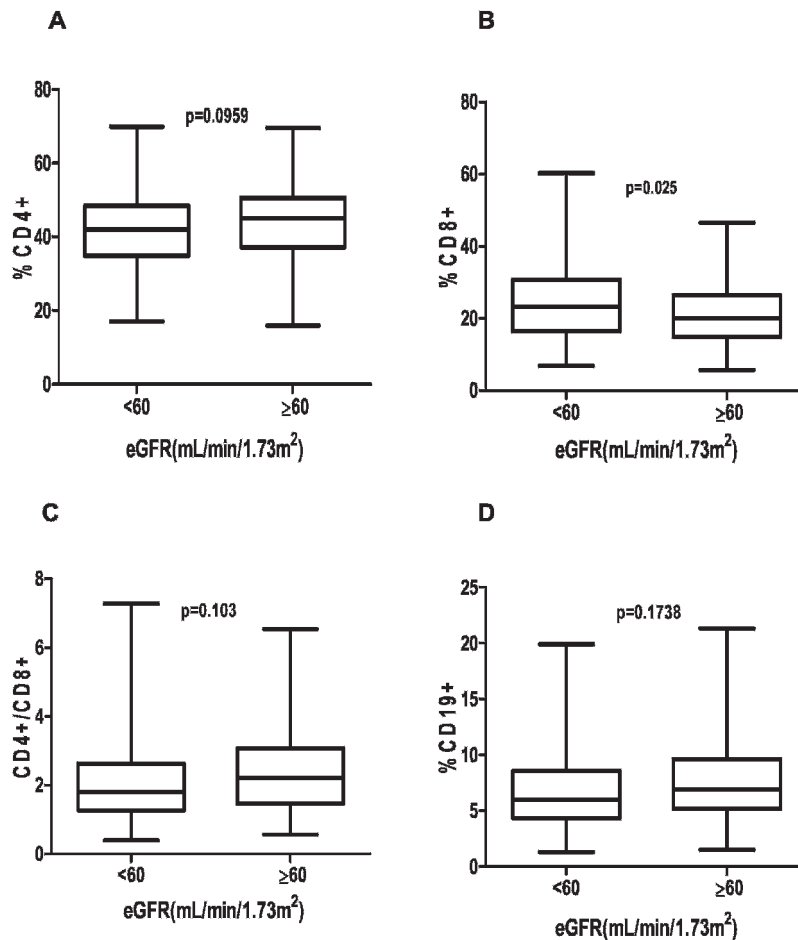 A
80
60
40
20
0
% CD4+
p=0.0959
<60
≥60
eGFR(mL/min/1.73m²)
B
80
60
40
20
0
% CD8+
p=0.025
<60
≥60
eGFR(mL/min/1.73m²)
C
8
6
4
2
0
CD4+/CD8+
p=0.103
<60
≥60
eGFR(mL/min/1.73m²)
D
25
20
15
10
5
0
% CD19+
p=0.1738
<60
≥60
eGFR(mL/min/1.73m²)